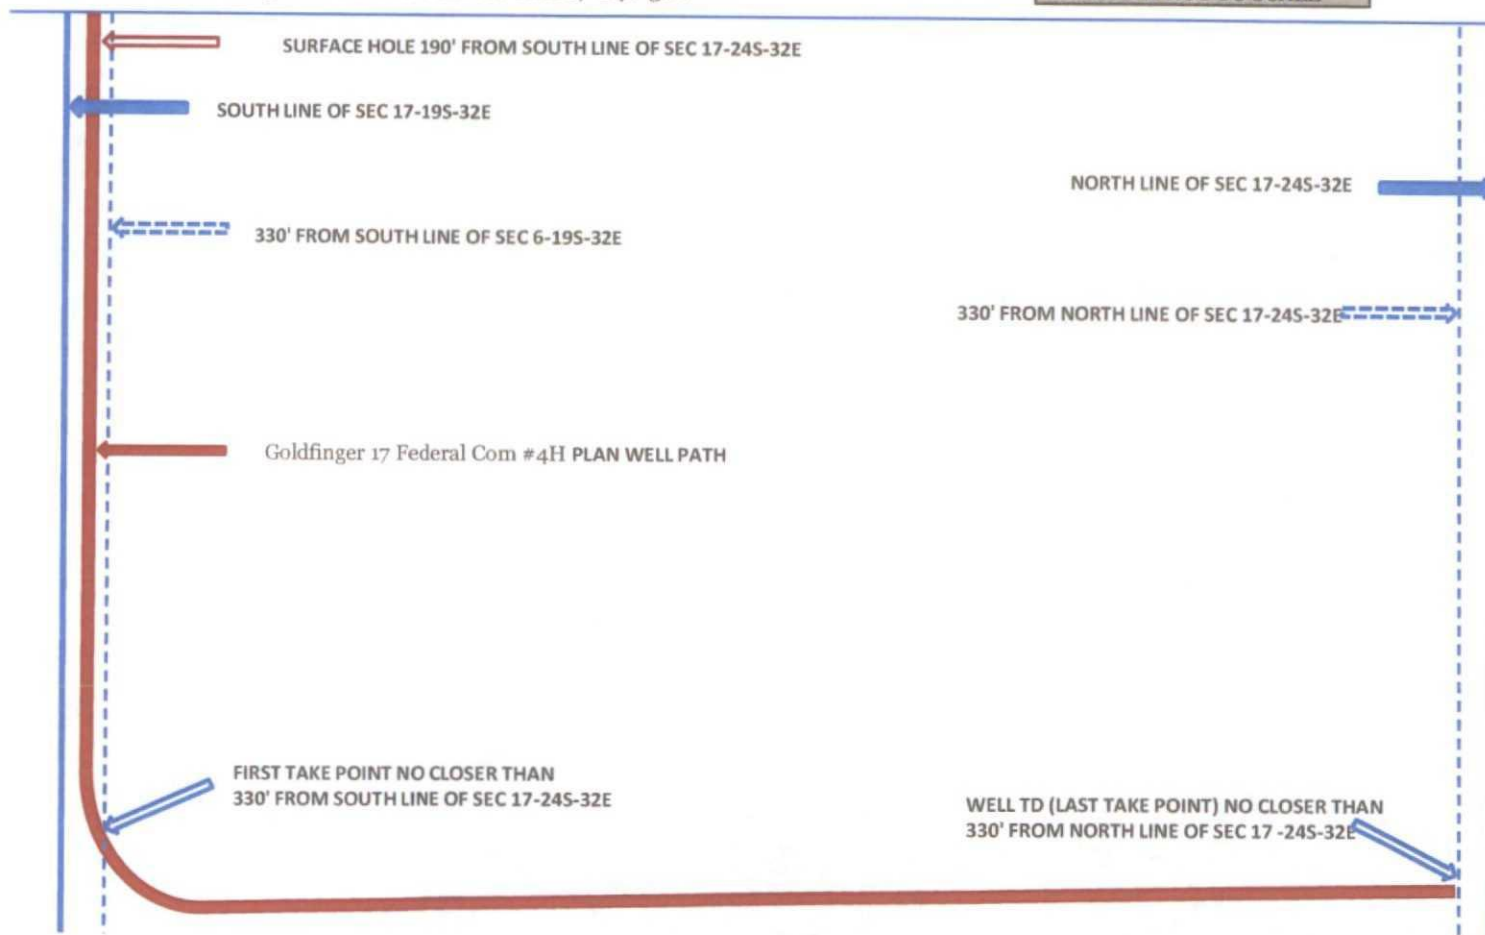 SURFACE HOLE 190' FROM SOUTH LINE OF SEC 17-24S-32E
SOUTH LINE OF SEC 17-19S-32E
NORTH LINE OF SEC 17-24S-32E
330' FROM SOUTH LINE OF SEC 6-19S-32E
330' FROM NORTH LINE OF SEC 17-24S-32E
Goldfinger 17 Federal Com #4H PLAN WELL PATH
FIRST TAKE POINT NO CLOSER THAN
330' FROM SOUTH LINE OF SEC 17-24S-32E
WELL TD (LAST TAKE POINT) NO CLOSER THAN
330' FROM NORTH LINE OF SEC 17 -24S-32E